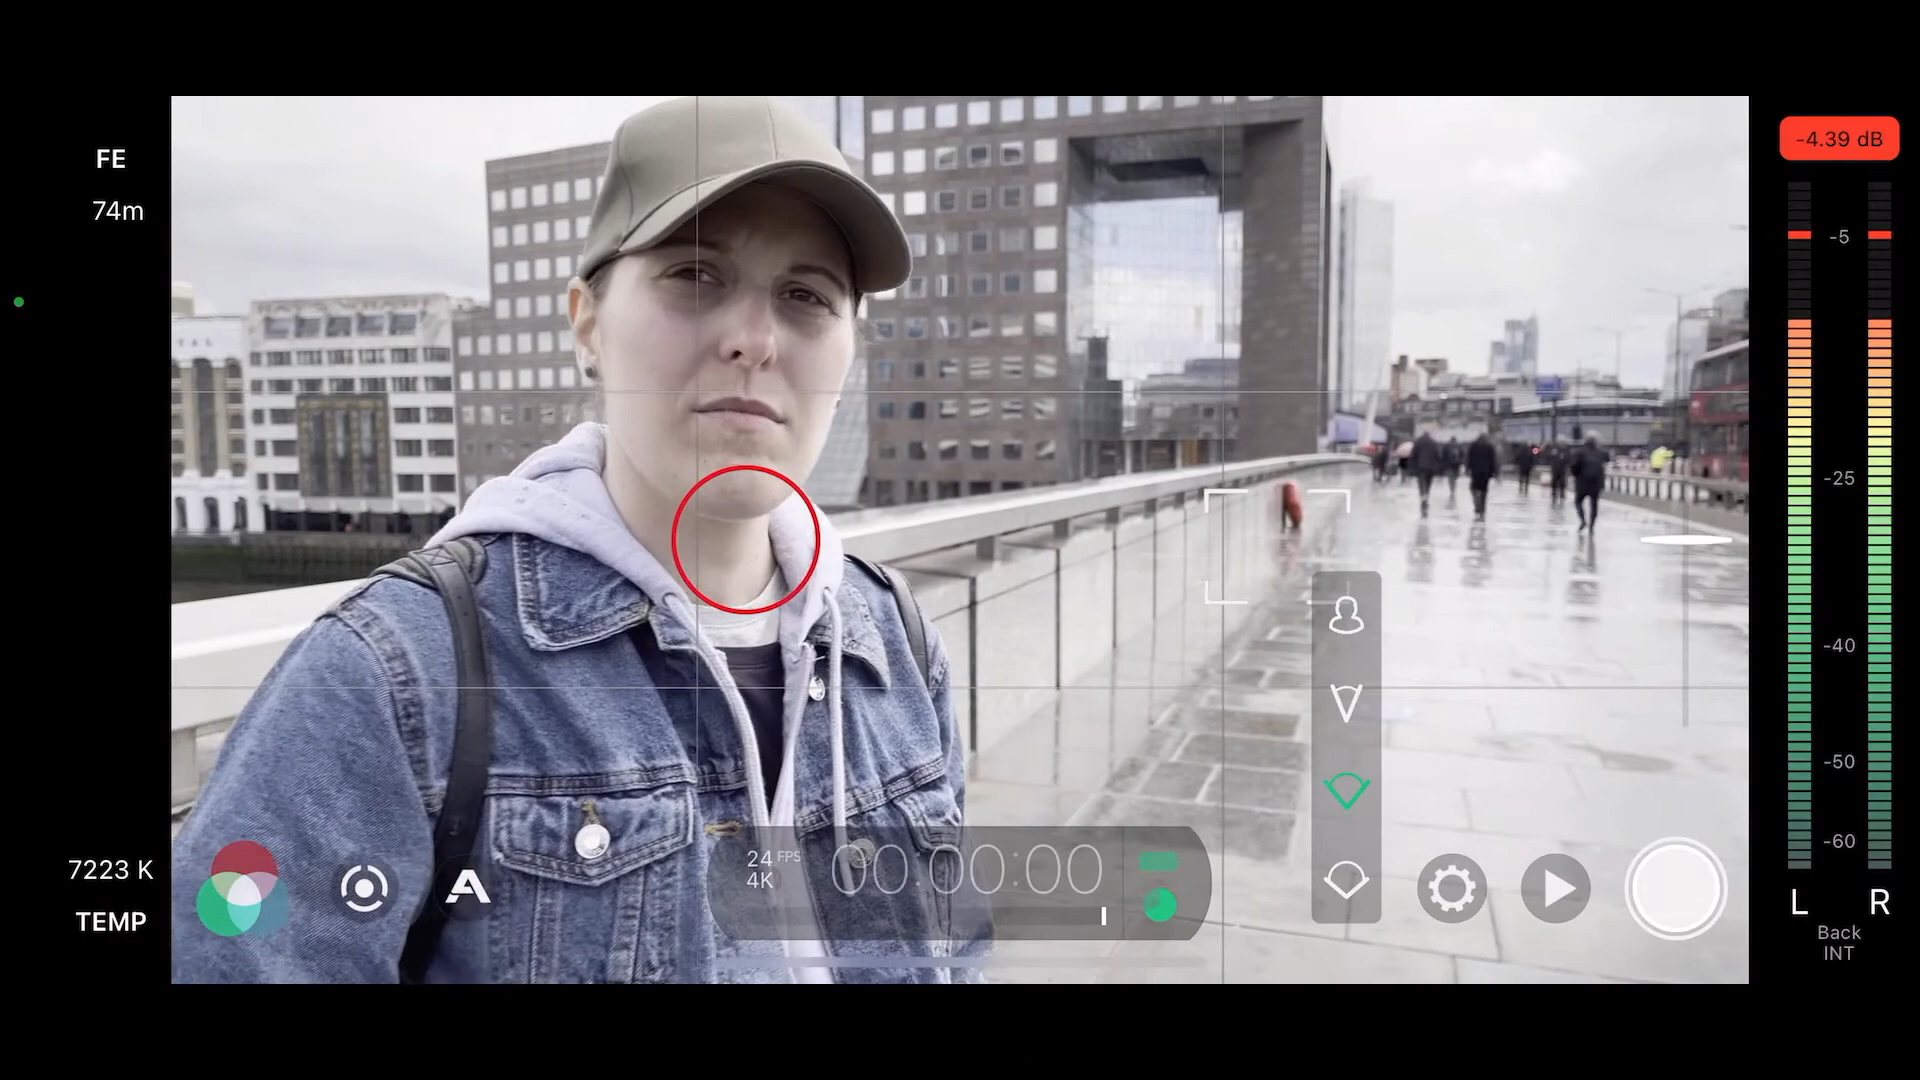 FE
74m
-4.39 dB
-5
-25
-40
-50
-60
7223 K
TEMP
24 FPS
4K
00:00:00
L R
Back
INT